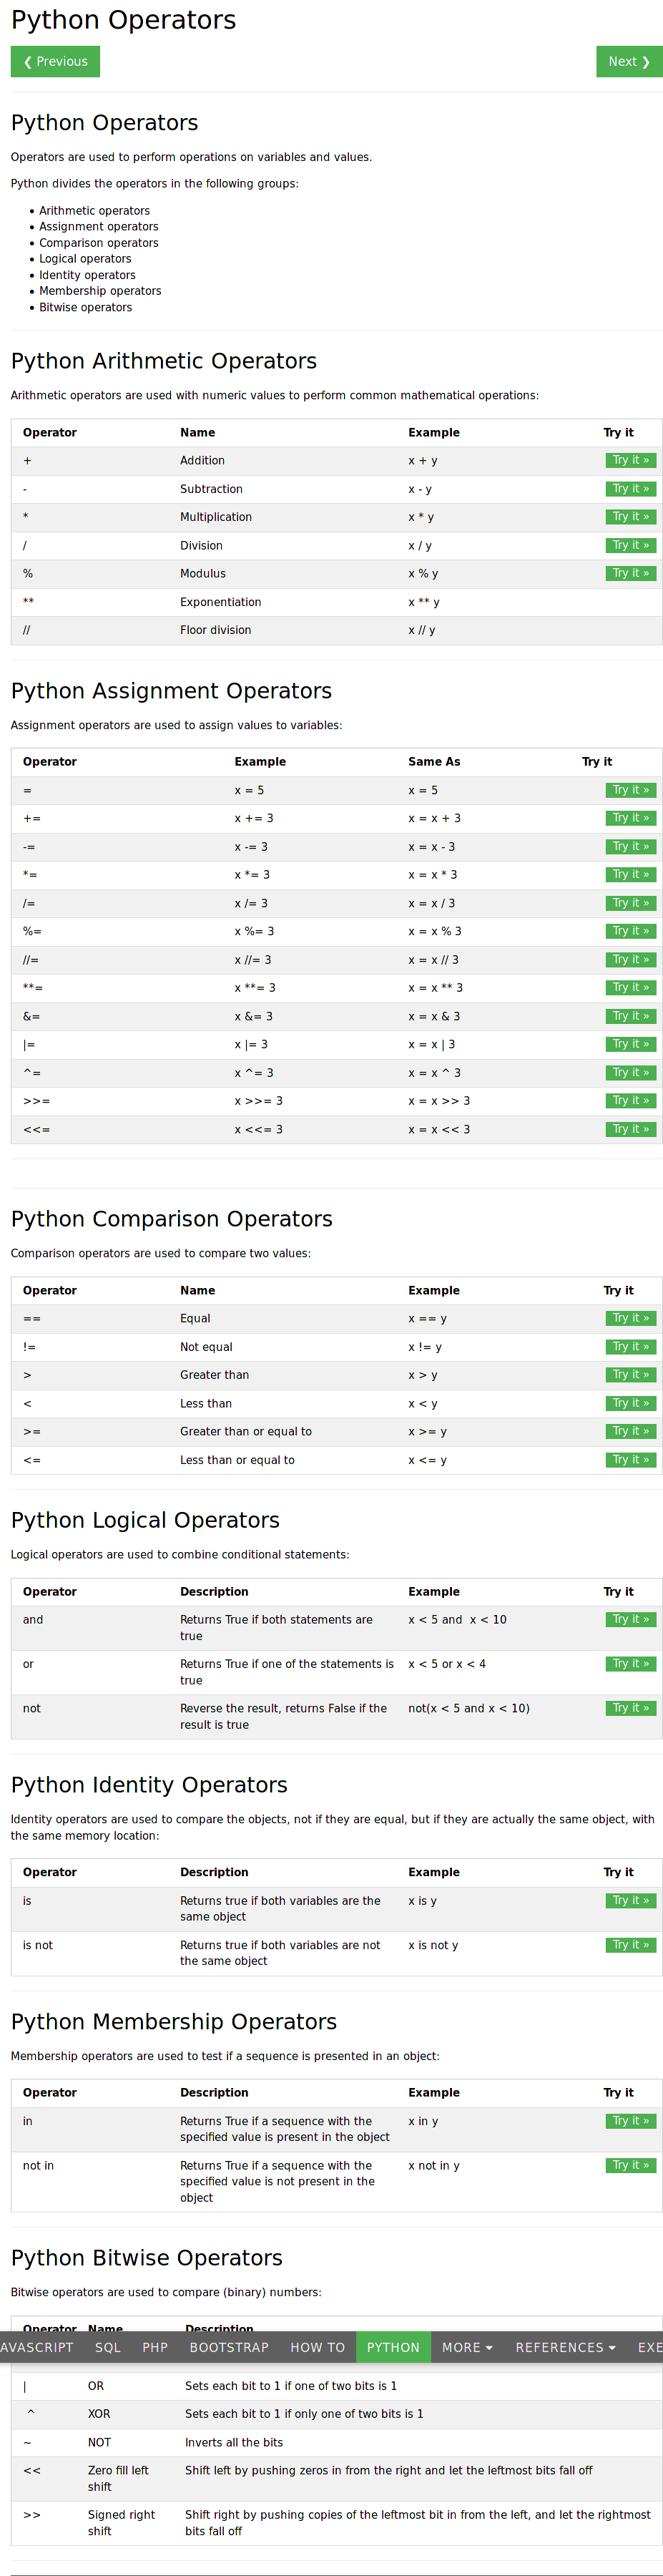 Python Operators
❮ Previous Next ❯
Python Operators
Operators are used to perform operations on variables and values.
Python divides the operators in the following groups:
• Arithmetic operators
• Assignment operators
• Comparison operators
• Logical operators
• Identity operators
• Membership operators
• Bitwise operators
Python Arithmetic Operators
Arithmetic operators are used with numeric values to perform common mathematical operations:
Operator Name Example Try it
+ Addition x + y Try it »
- Subtraction x - y Try it »
* Multiplication x * y Try it »
/ Division x / y Try it »
% Modulus x % y Try it »
** Exponentiation x ** y
// Floor division x // y
Python Assignment Operators
Assignment operators are used to assign values to variables:
Operator Example Same As Try it
= x = 5 x = 5 Try it »
+= x += 3 x = x + 3 Try it »
-= x -= 3 x = x - 3 Try it »
*= x *= 3 x = x * 3 Try it »
/= x /= 3 x = x / 3 Try it »
%= x %= 3 x = x % 3 Try it »
//= x //= 3 x = x // 3 Try it »
**= x **= 3 x = x ** 3 Try it »
&= x &= 3 x = x & 3 Try it »
|= x |= 3 x = x | 3 Try it »
^= x ^= 3 x = x ^ 3 Try it »
>>= x >>= 3 x = x >> 3 Try it »
<<= x <<= 3 x = x << 3 Try it »
Python Comparison Operators
Comparison operators are used to compare two values:
Operator Name Example Try it
== Equal x == y Try it »
!= Not equal x != y Try it »
> Greater than x > y Try it »
< Less than x < y Try it »
>= Greater than or equal to x >= y Try it »
<= Less than or equal to x <= y Try it »
Python Logical Operators
Logical operators are used to combine conditional statements:
Operator Description Example Try it
and Returns True if both statements are x < 5 and  x < 10 Try it »
true
or Returns True if one of the statements is x < 5 or x < 4 Try it »
true
not Reverse the result, returns False if the not(x < 5 and x < 10) Try it »
result is true
Python Identity Operators
Identity operators are used to compare the objects, not if they are equal, but if they are actually the same object, with
the same memory location:
Operator Description Example Try it
is Returns true if both variables are the x is y Try it »
same object
is not Returns true if both variables are not x is not y Try it »
the same object
Python Membership Operators
Membership operators are used to test if a sequence is presented in an object:
Operator Description Example Try it
in Returns True if a sequence with the x in y Try it »
specified value is present in the object
not in Returns True if a sequence with the x not in y Try it »
specified value is not present in the
object
Python Bitwise Operators
Bitwise operators are used to compare (binary) numbers:
Operator Name Description
AVASCRIPT SQL PHP BOOTSTRAP HOW TO PYTHON MORE REFERENCES EXE
| OR Sets each bit to 1 if one of two bits is 1
^ XOR Sets each bit to 1 if only one of two bits is 1
~ NOT Inverts all the bits
<< Zero fill left Shift left by pushing zeros in from the right and let the leftmost bits fall off
shift
>> Signed right Shift right by pushing copies of the leftmost bit in from the left, and let the rightmost
shift bits fall off